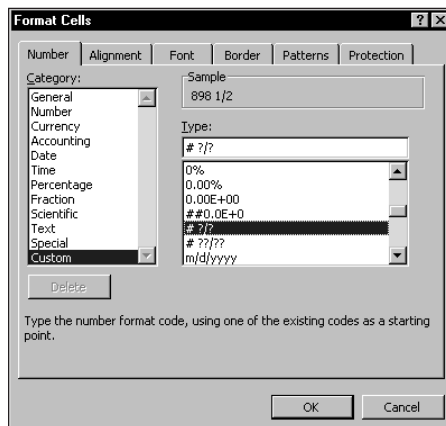 Format Cells
Number
Alignment
Font
Border
Patterns
Protection
Category:
General
Number
Currency
Accounting
Date
Time
Percentage
Fraction
Scientific
Text
Special
Custom
Sample
898 1/2
Type:
# ?/?
0%
0.00%
0.00E+00
##0.0E+0
# ?/?
# ??/??
m/d/yyyy
Delete
Type the number format code, using one of the existing codes as a starting
point.
OK
Cancel